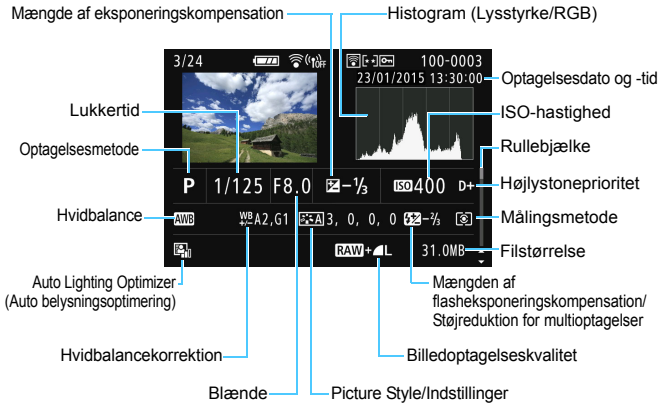 Mængde af eksponeringskompensation
Histogram (Lysstyrke/RGB)
3/24
OFF
100-0003
23/01/2015 13:30:00
Optagelsesdato og -tid
Lukkertid
ISO-hastighed
Optagelsesmetode
Rullebjælke
P 1/125 F8.0 -1/3 ISO 400 D+
Højlystoneprioritet
Hvidbalance
AWB WB +/- A2,G1 A 3, 0, 0, 0 -2/3
Målingsmetode
RAW+L 31.0MB
Filstørrelse
Auto Lighting Optimizer
(Auto belysningsoptimering)
Mængden af
flasheksponeringskompensation/
Støjreduktion for multioptagelser
Hvidbalancekorrektion
Billedoptagelseskvalitet
Blænde
Picture Style/Indstillinger